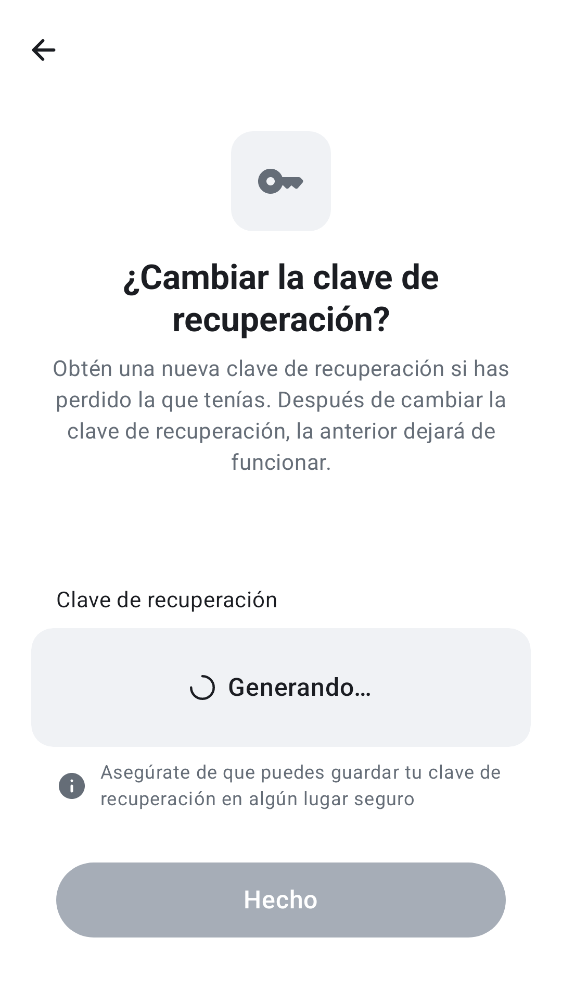 ¿Cambiar la clave de
recuperación?
Obtén una nueva clave de recuperación si has
perdido la que tenías. Después de cambiar la
clave de recuperación, la anterior dejará de
funcionar.
Clave de recuperación
Generando…
Asegúrate de que puedes guardar tu clave de
recuperación en algún lugar seguro
Hecho